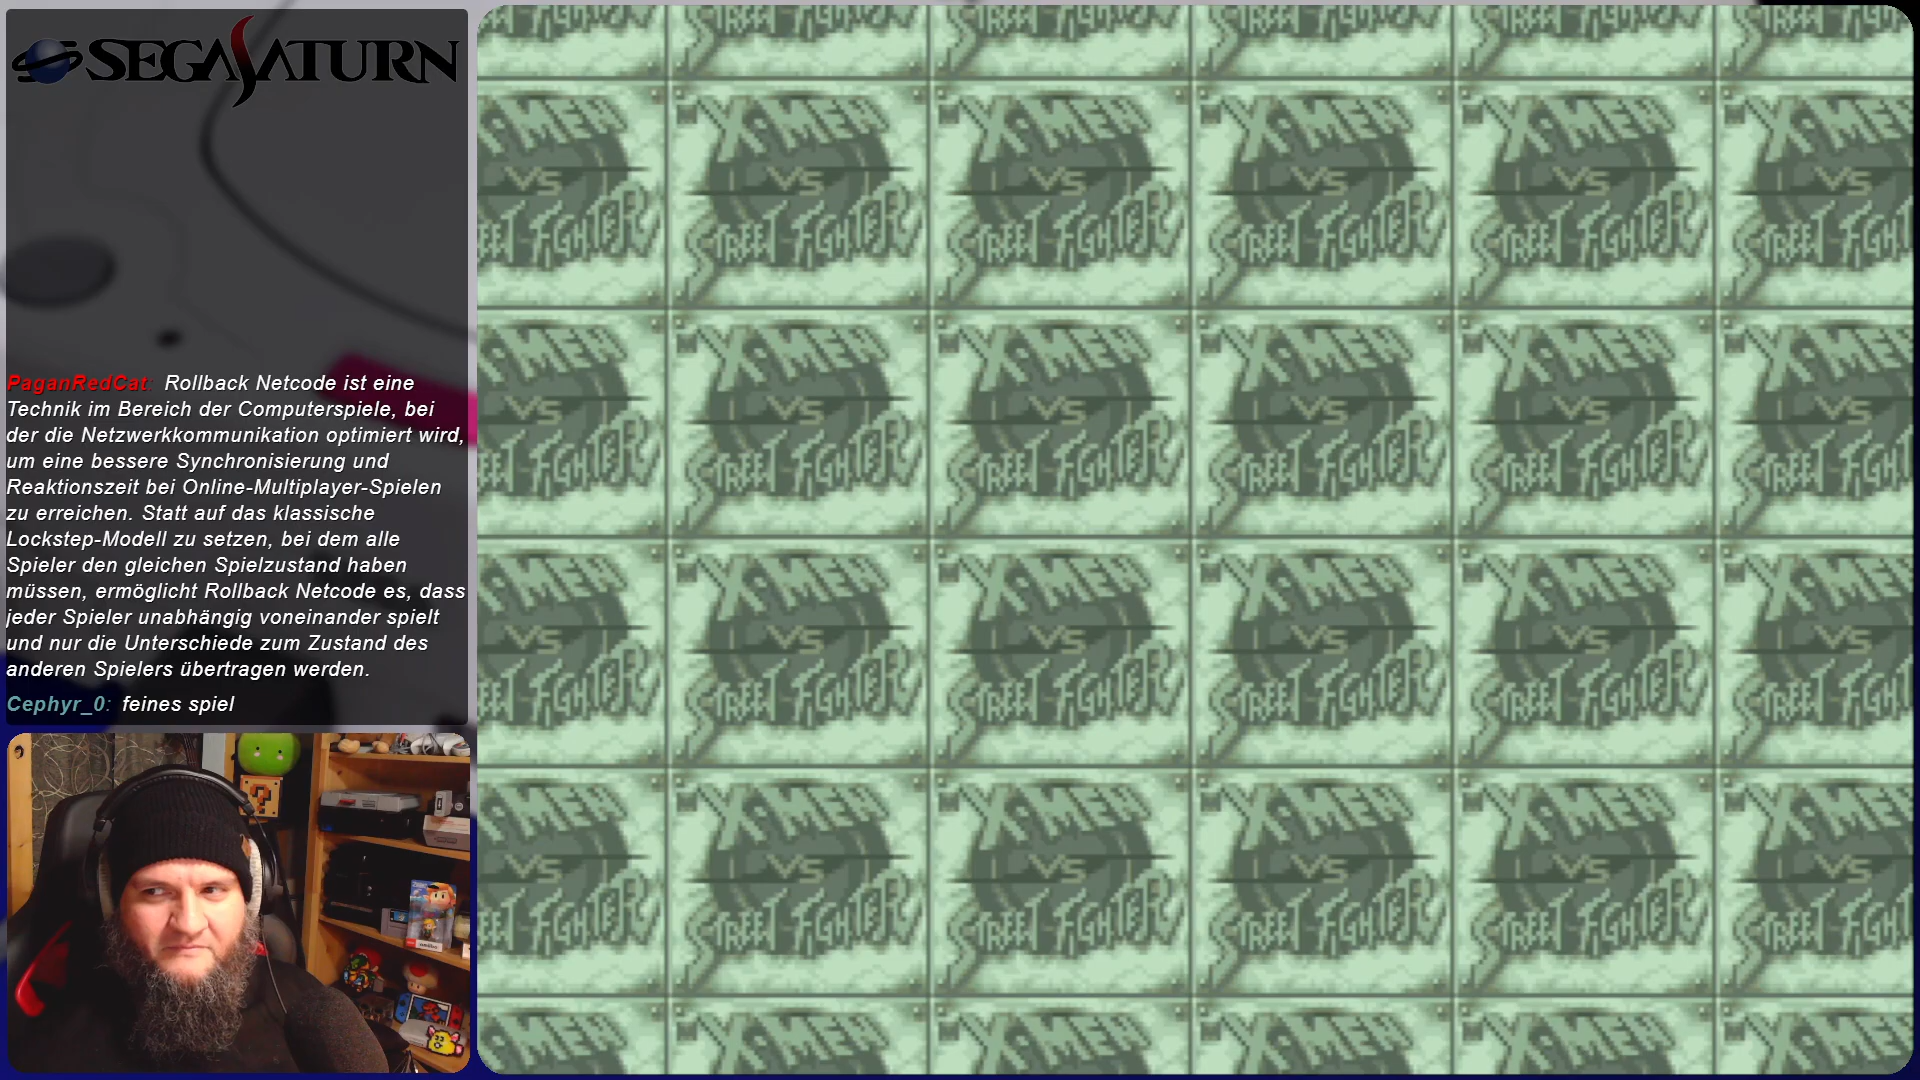 SEGA SATURN
PaganRedCat: Rollback Netcode ist eine
Technik im Bereich der Computerspiele, bei
der die Netzwerkkommunikation optimiert wird,
um eine bessere Synchronisierung und
Reaktionszeit bei Online-Multiplayer-Spielen
zu erreichen. Statt auf das klassische
Lockstep-Modell zu setzen, bei dem alle
Spieler den gleichen Spielzustand haben
müssen, ermöglicht Rollback Netcode es, dass
jeder Spieler unabhängig voneinander spielt
und nur die Unterschiede zum Zustand des
anderen Spielers übertragen werden.
Cephyr_0: feines spiel
X-MEN
VS
STREET FIGHTER